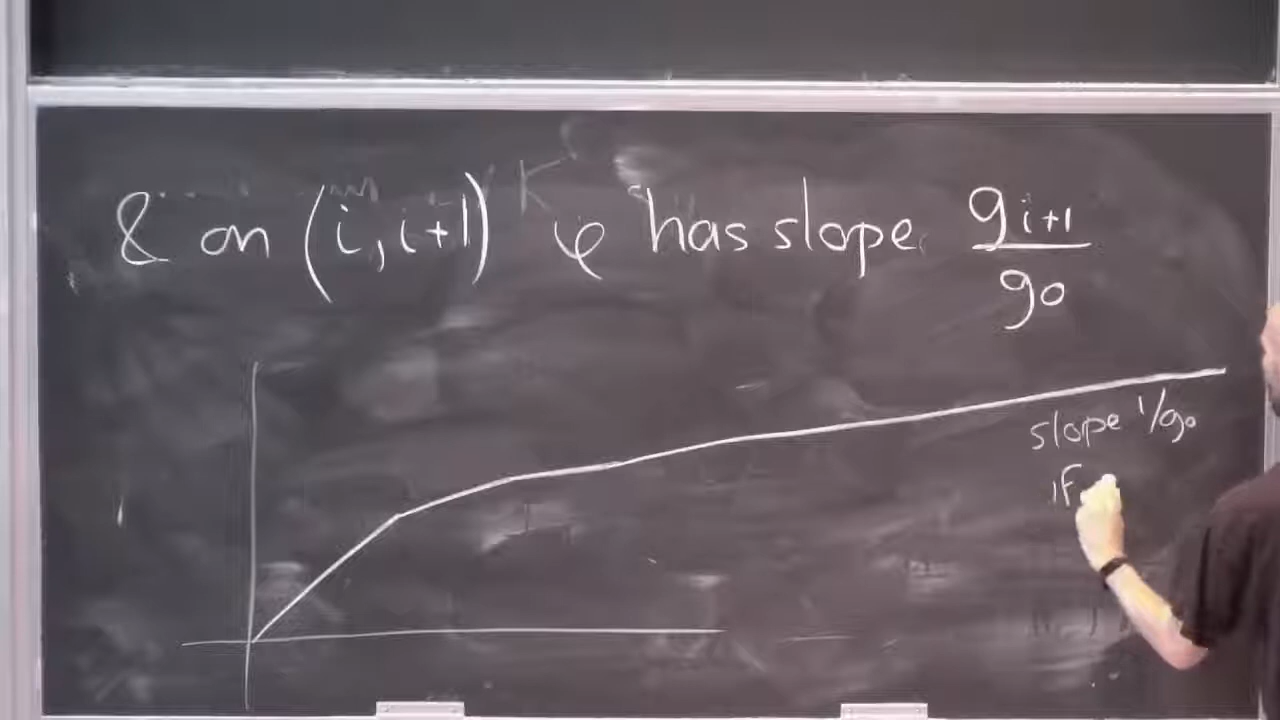 & on (i, i+1) φ has slope g_{i+1}/g_0
slope 1/g_0
if